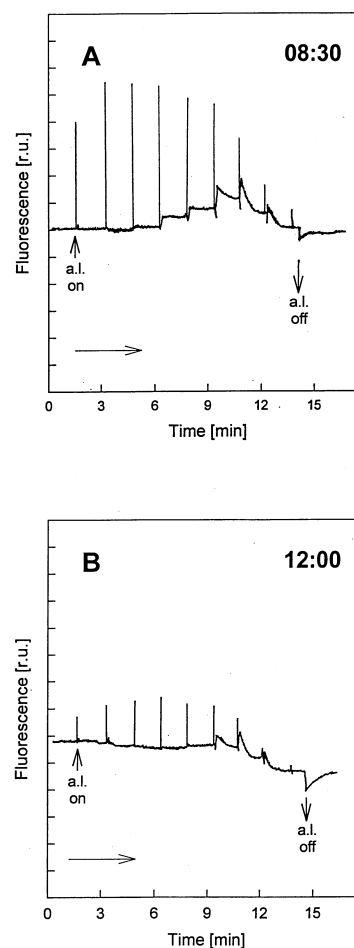 A 08:30
Fluorescence [r.u.]
a.l.
on
a.l.
off
0 3 6 9 12 15
Time [min]
B 12:00
Fluorescence [r.u.]
a.l.
on
a.l.
off
0 3 6 9 12 15
Time [min]